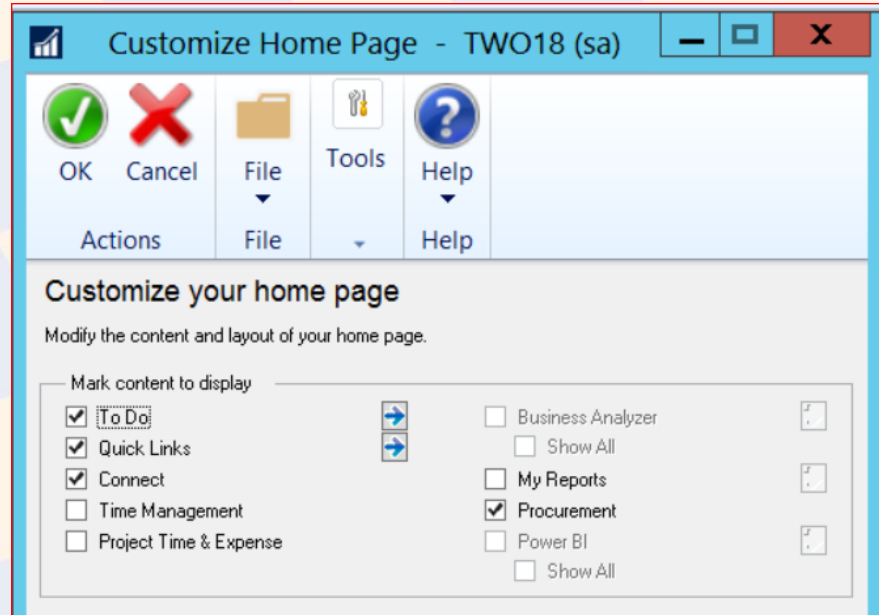 Customize Home Page - TWO18 (sa)
OK Cancel File Tools Help
Actions File Help
Customize your home page
Modify the content and layout of your home page.
Mark content to display
To Do
Quick Links
Connect
Time Management
Project Time & Expense
Business Analyzer
Show All
My Reports
Procurement
Power BI
Show All